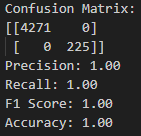 Confusion Matrix:
[[4271    0]
 [   0  225]]
Precision: 1.00
Recall: 1.00
F1 Score: 1.00
Accuracy: 1.00